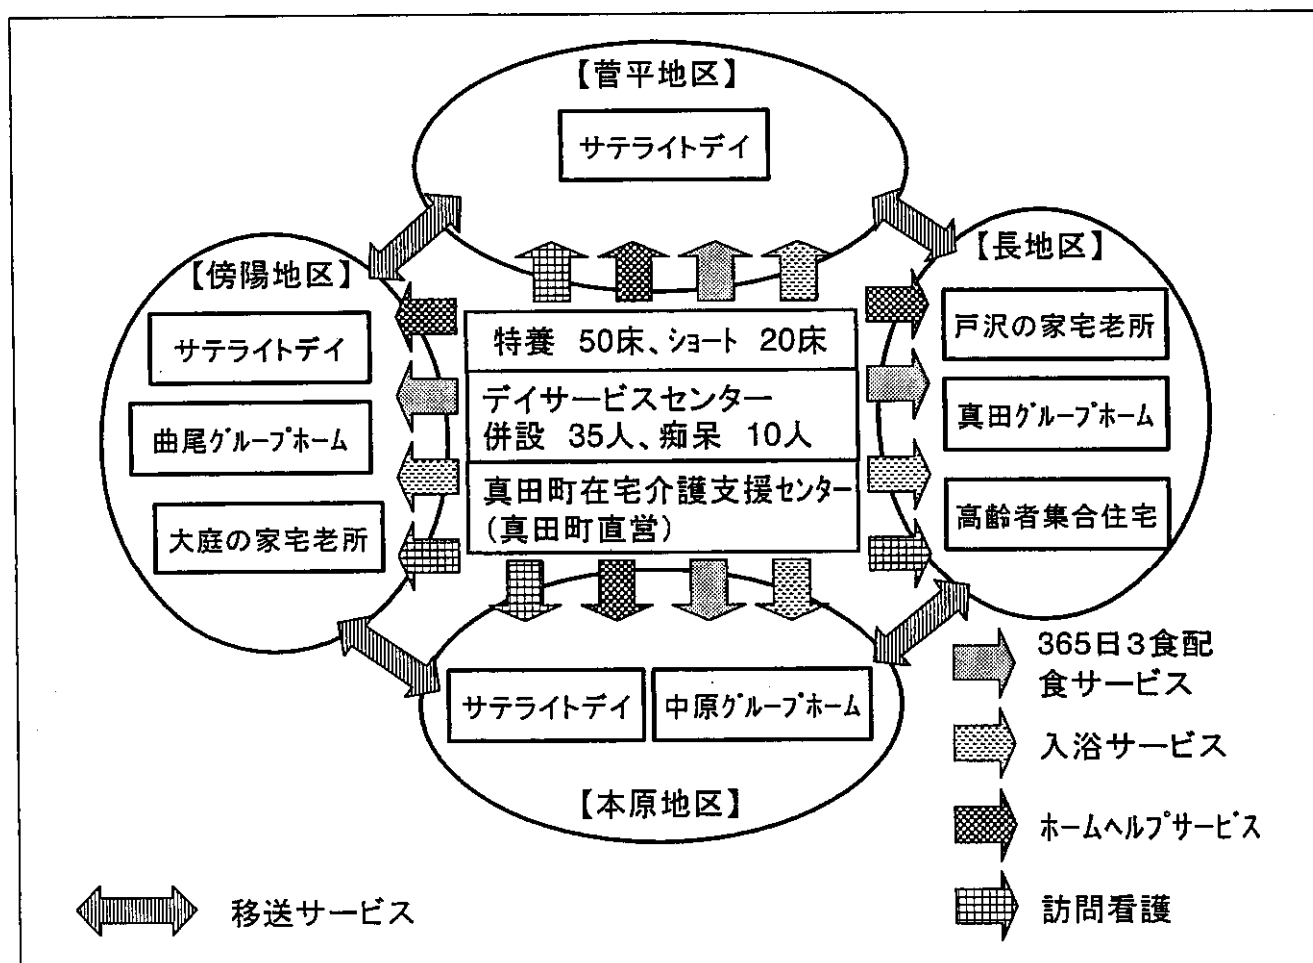 【菅平地区】
サテライトデイ
【傍陽地区】
サテライトデイ
曲尾グループホーム
大庭の家宅老所
特養 50床、ショート 20床
デイサービスセンター
併設 35人、痴呆 10人
真田町在宅介護支援センター
(真田町直営)
【長地区】
戸沢の家宅老所
真田グループホーム
高齢者集合住宅
サテライトデイ
中原グループホーム
【本原地区】
365日3食配
食サービス
入浴サービス
ホームヘルプサービス
訪問看護
移送サービス